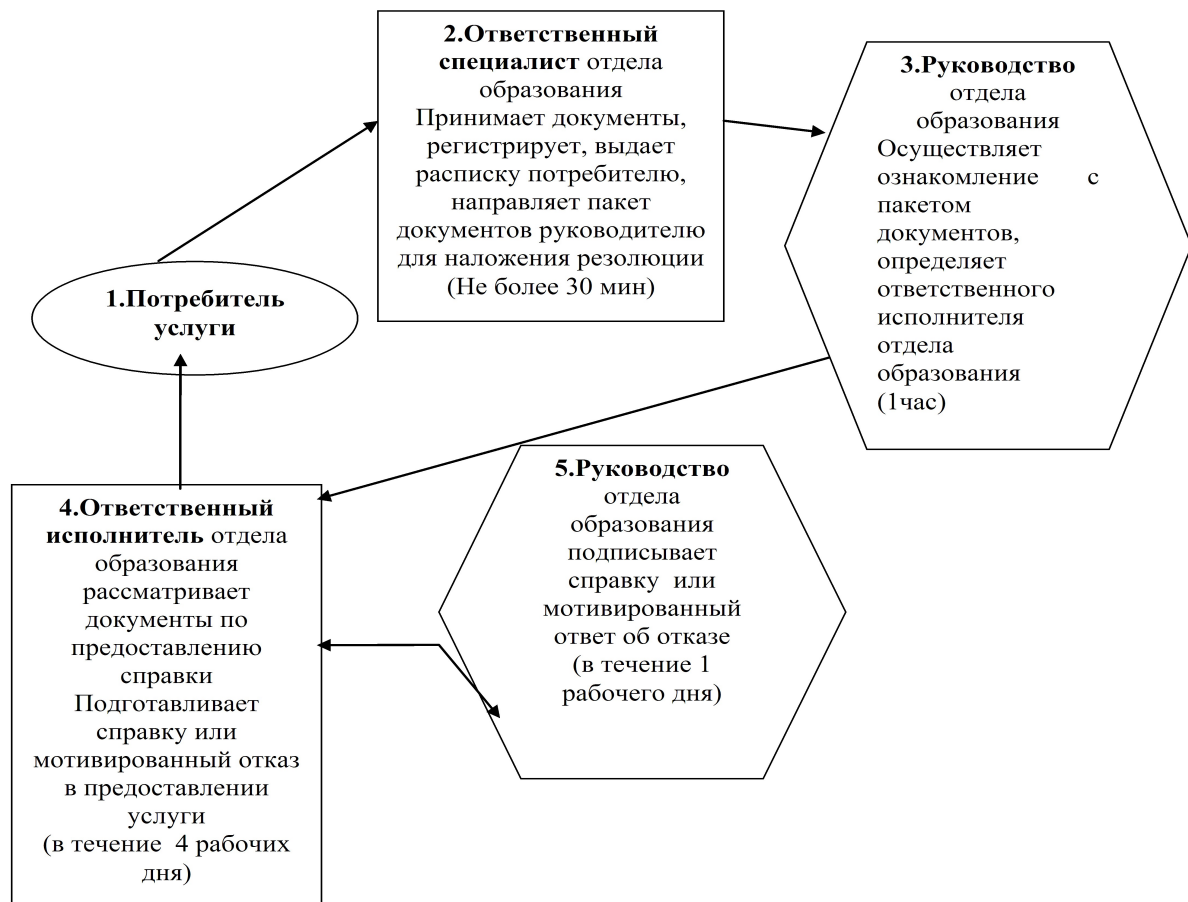 1.Потребитель
услуги
2.Ответственный
специалист отдела
образования
Принимает документы,
регистрирует, выдает
расписку потребителю,
направляет пакет
документов руководителю
для наложения резолюции
(Не более 30 мин)
3.Руководство
отдела
образования
Осуществляет
ознакомление с
пакетом
документов,
определяет
ответственного
исполнителя
отдела
образования
(1час)
4.Ответственный
исполнитель отдела
образования
рассматривает
документы по
предоставлению
справки
Подготавливает
справку или
мотивированный отказ
в предоставлении
услуги
(в течение 4 рабочих
дня)
5.Руководство
отдела
образования
подписывает
справку или
мотивированный
ответ об отказе
(в течение 1
рабочего дня)